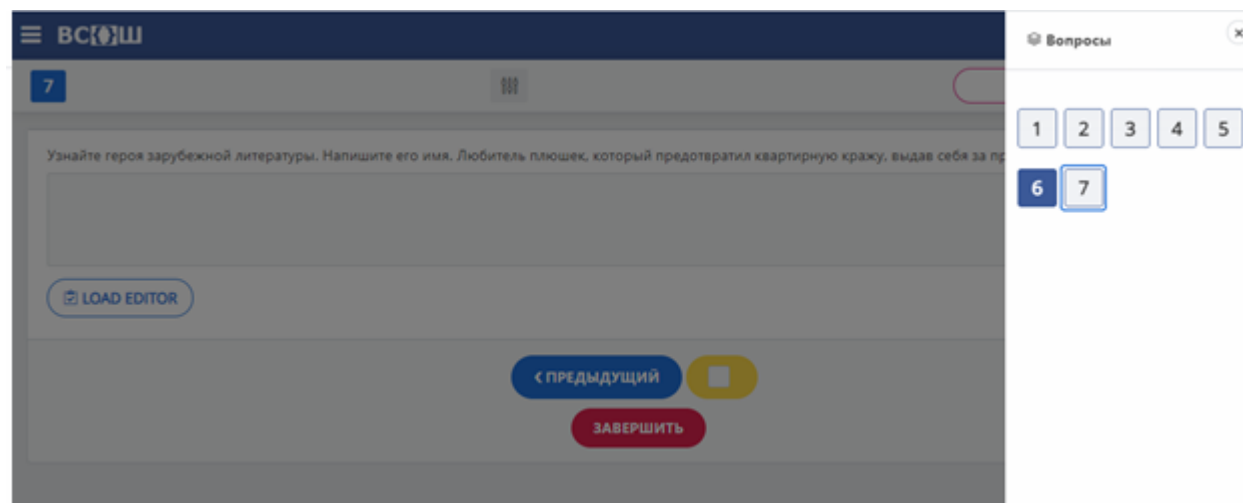 ВСОШ
Вопросы
7
1 2 3 4 5
6 7
Узнайте героя зарубежной литературы. Напишите его имя. Любитель плюшек, который предотвратил квартирную кражу, выдав себя за пр
LOAD EDITOR
ПРЕДЫДУЩИЙ
ЗАВЕРШИТЬ